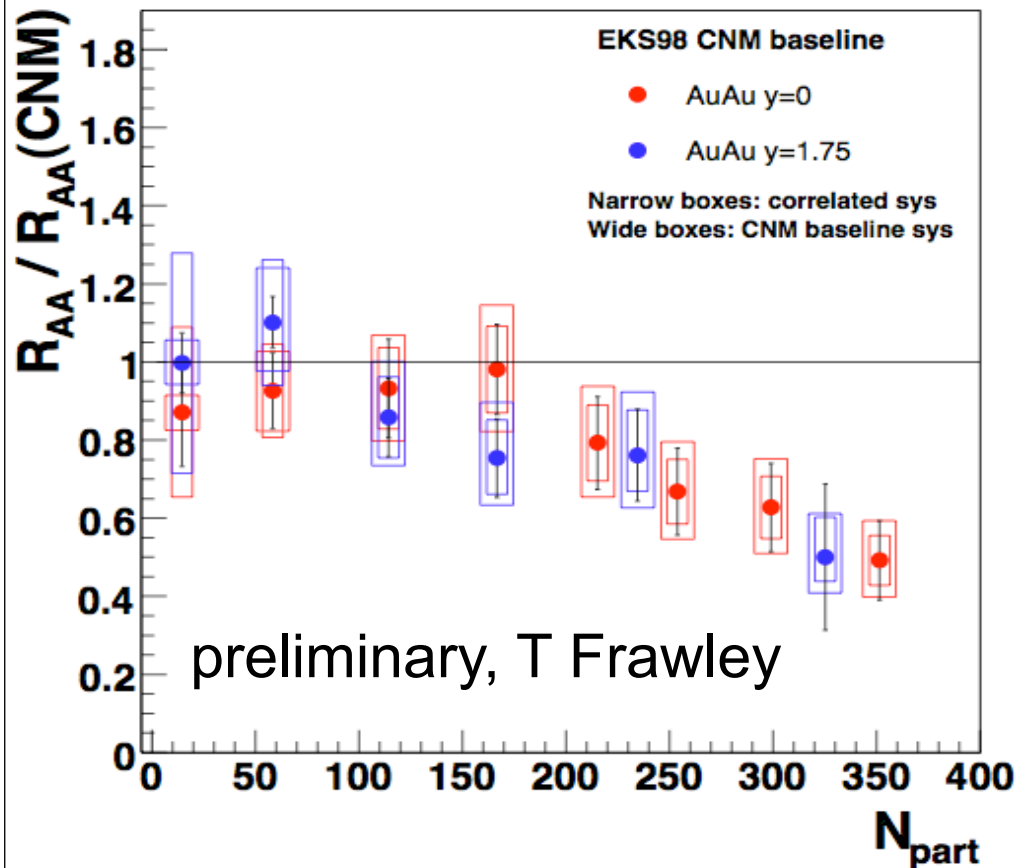 R_AA / R_AA(CNM)
1.8
1.6
1.4
1.2
1
0.8
0.6
0.4
0.2
0
EKS98 CNM baseline
AuAu y=0
AuAu y=1.75
Narrow boxes: correlated sys
Wide boxes: CNM baseline sys
preliminary, T Frawley
0 50 100 150 200 250 300 350 400
N_part